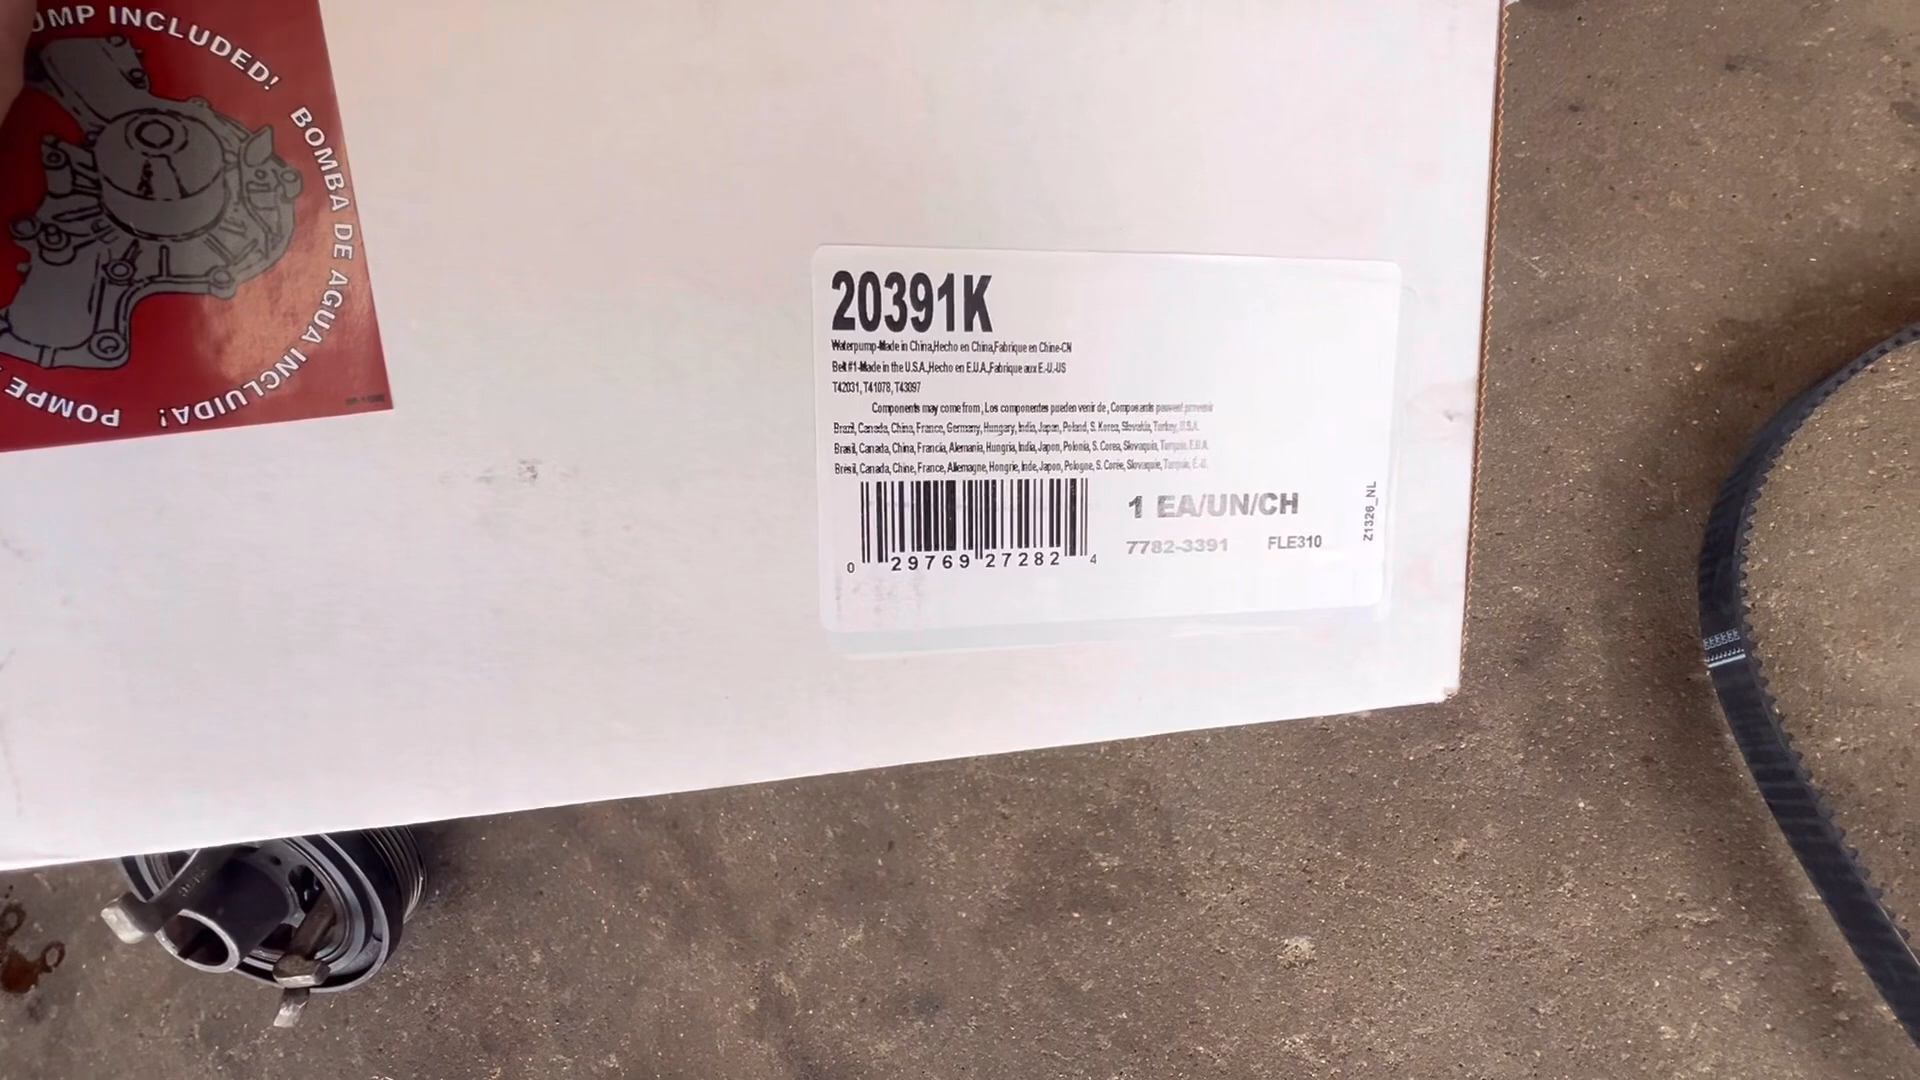 UMP INCLUDED!
BOMBA DE AGUA INCLUIDA!
POMPE
20391K
Waterpump-Made in China,Hecho en China,Fabrique en Chine-CN
Belt #1-Made in the U.S.A.,Hecho en E.U.A.,Fabrique aux E.-U.-US
T42031, T41078, T43097
Components may come from , Los componentes pueden venir de , Composants peuvent provenir
Brazil, Canada, China, France, Germany, Hungary, India, Japan, Poland, S. Korea, Slovakia, Turkey, U.S.A.
Brasil, Canada, China, Francia, Alemania, Hungria, India, Japon, Polonia, S. Corea, Slovaquia, Turquia, E.U.A.
Brésil, Canada, Chine, France, Allemagne, Hongrie, Inde, Japon, Pologne, S. Corée, Slovaquie, Turquie, E.-U.
1 EA/UN/CH
7782-3391 FLE310
Z1326_NL
0 29769 27282 4